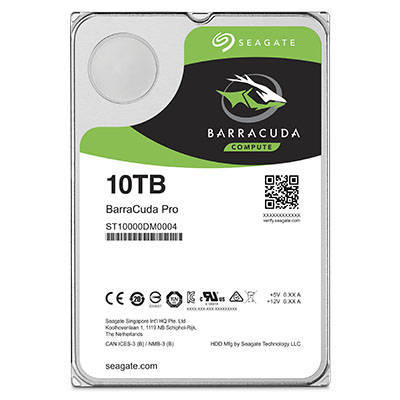 SEAGATE
BARRACUDA
COMPUTE
10TB
BarraCuda Pro
ST10000DM0004
XXXXXXXXXXXX
verify.seagate.com
+5V 0.XX A
+12V 0.XX A
Seagate Singapore Int'l HQ Pte. Ltd
Koolhovenlaan 1, 1119 NB Schiphol-Rijk,
The Netherlands
CAN ICES-3 (B) / NMB-3 (B)
HDD Mfg by Seagate Technology LLC
seagate.com